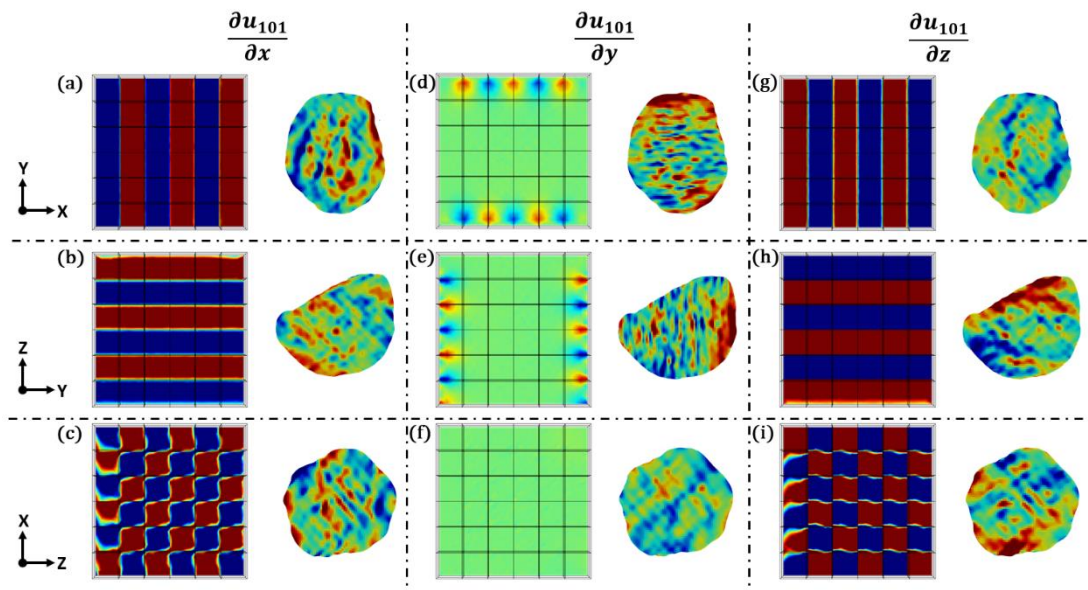 ∂u₁₀₁/∂x ∂u₁₀₁/∂y ∂u₁₀₁/∂z
(a) (d) (g)
Y
X
(b) (e) (h)
Z
Y
(c) (f) (i)
X
Z